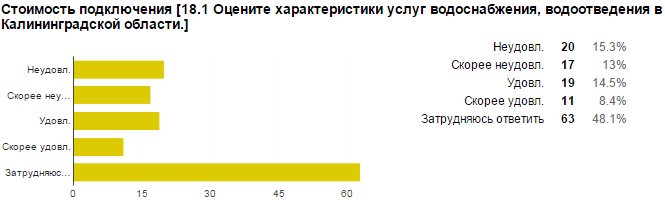 Стоимость подключения [18.1 Оцените характеристики услуг водоснабжения, водоотведения в
Калининградской области.]
Неудовл.
Скорее неу...
Удовл.
Скорее удовл.
Затрудняюс...
0 15 30 45 60
Неудовл. 20 15.3%
Скорее неудовл. 17 13%
Удовл. 19 14.5%
Скорее удовл. 11 8.4%
Затрудняюсь ответить 63 48.1%